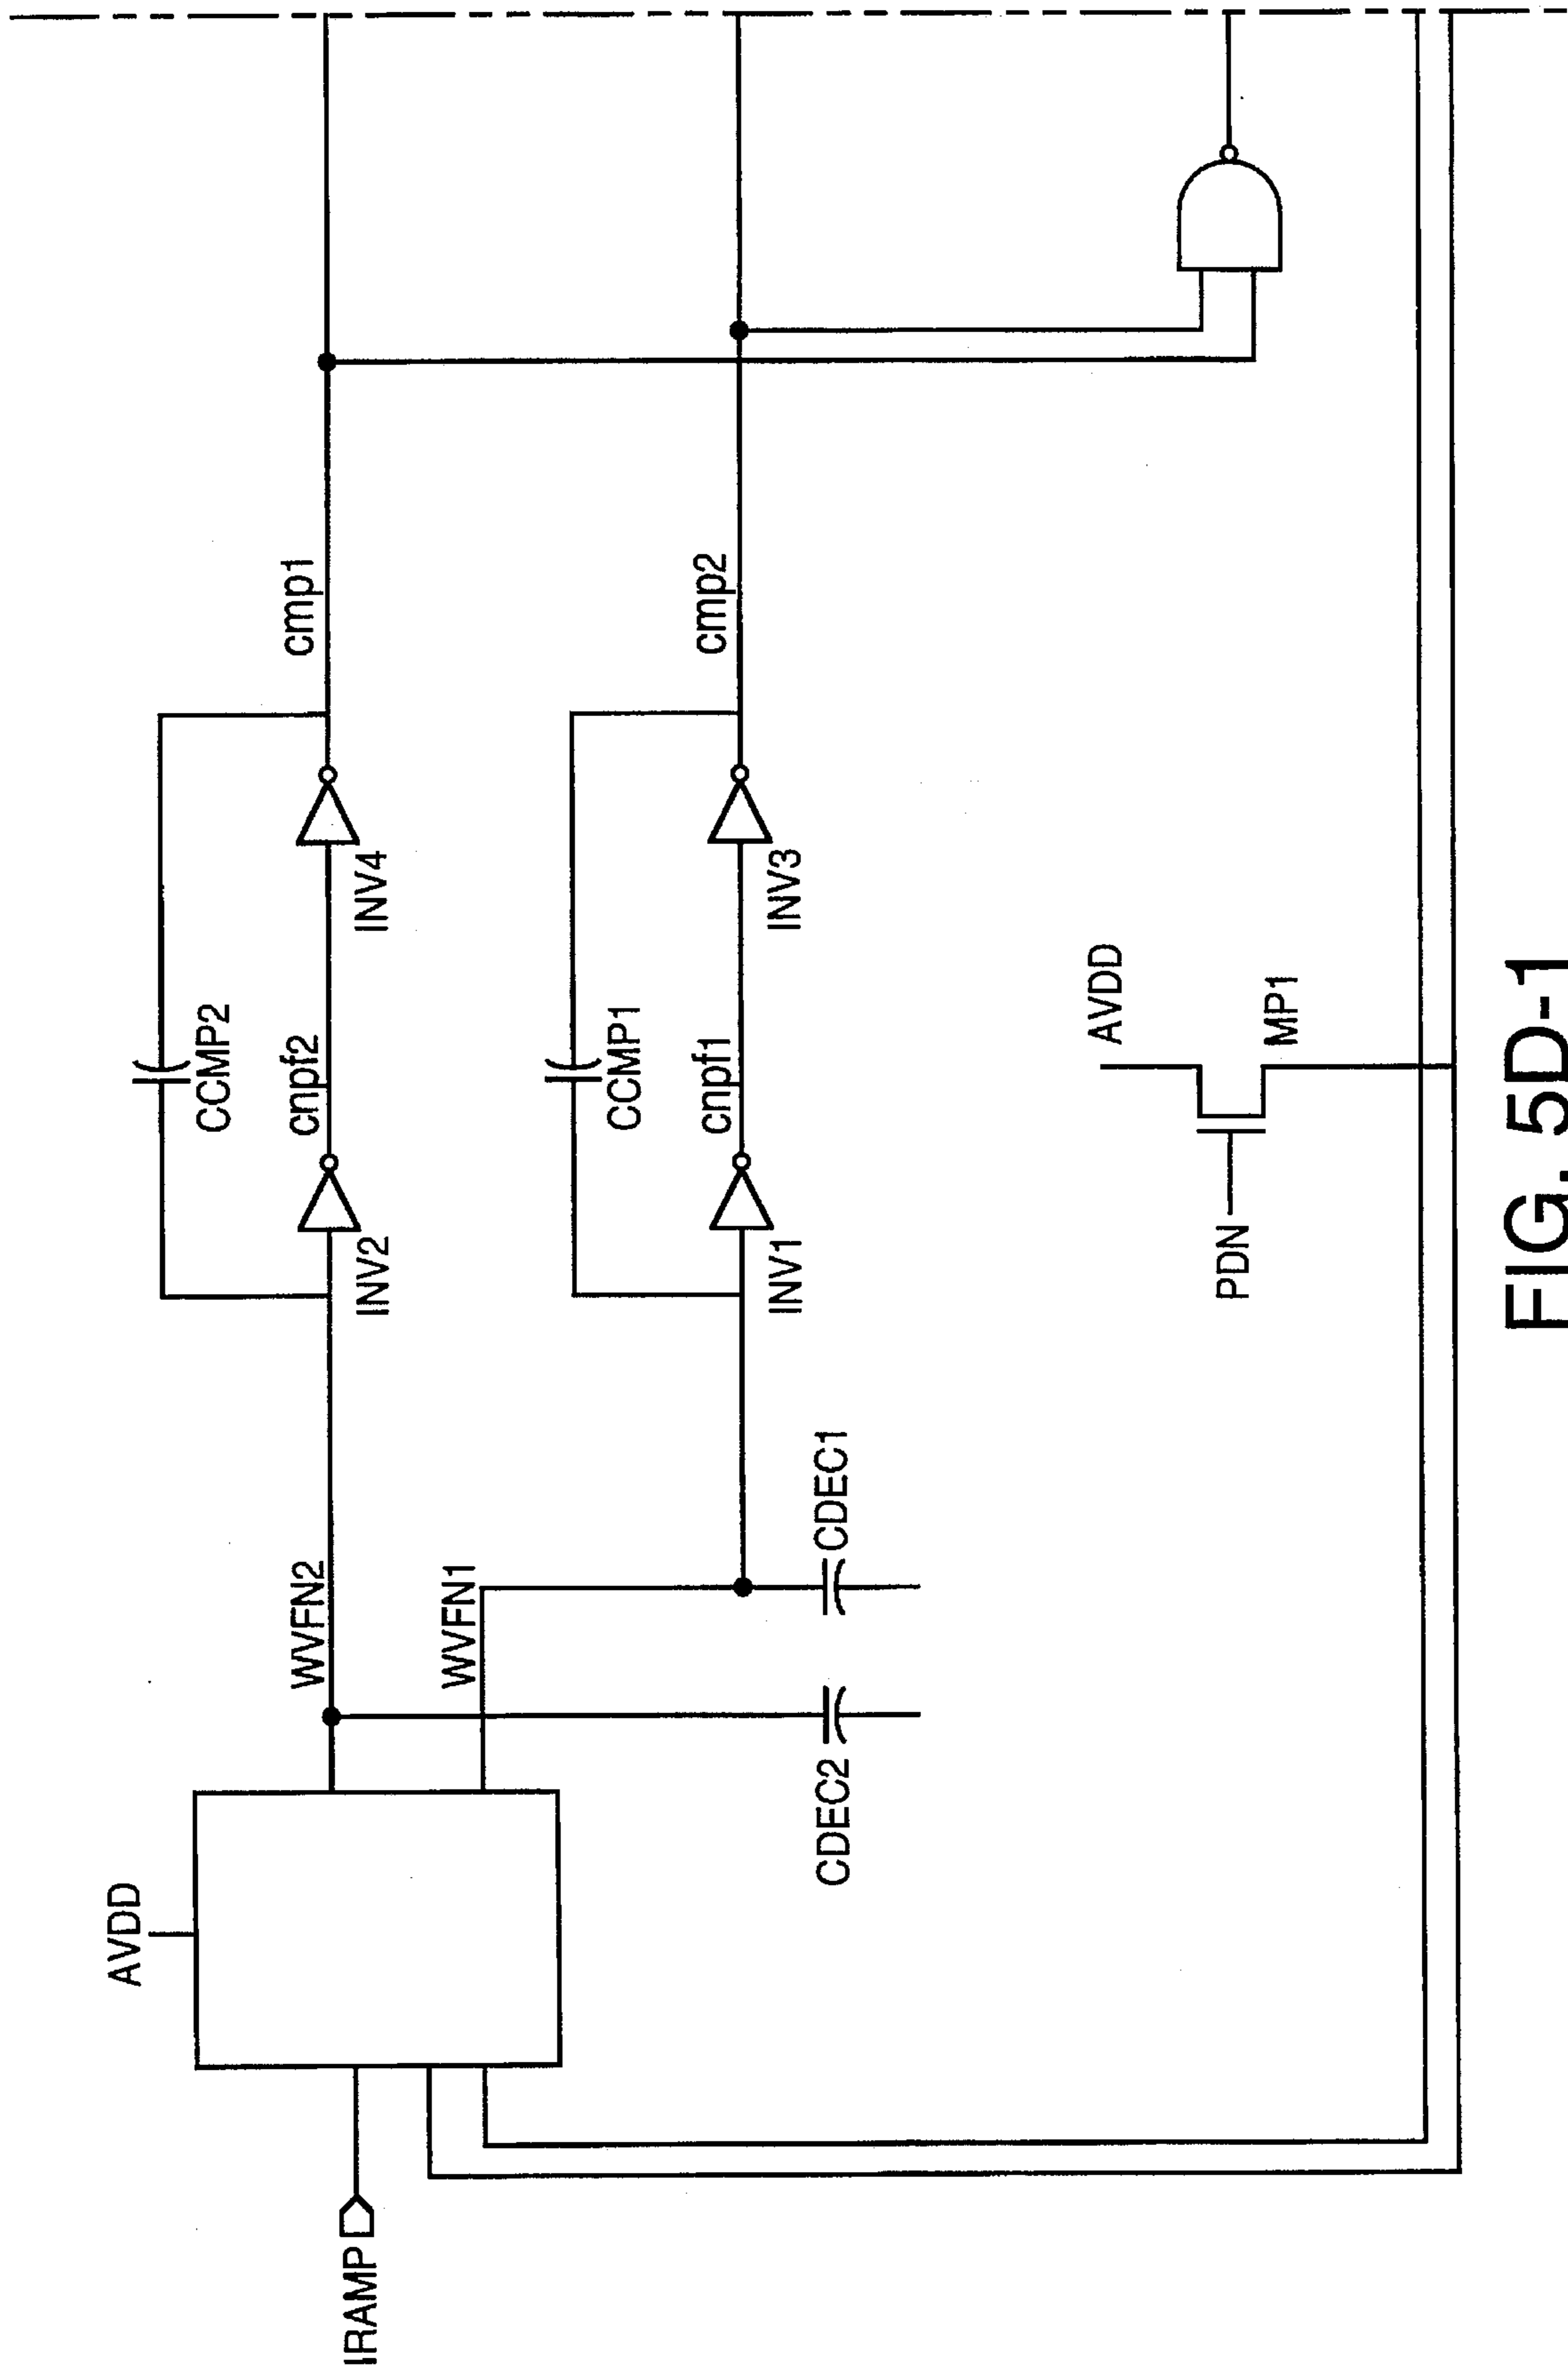 AVDD
IRAMP
WVFN2
WVFN1
CDEC2
CDEC1
CCMP2
INV2
cnpf2
INV4
cmp1
CCMP1
INV1
cnpf1
INV3
cmp2
AVDD
PDN
MP1
FIG. 5D-1